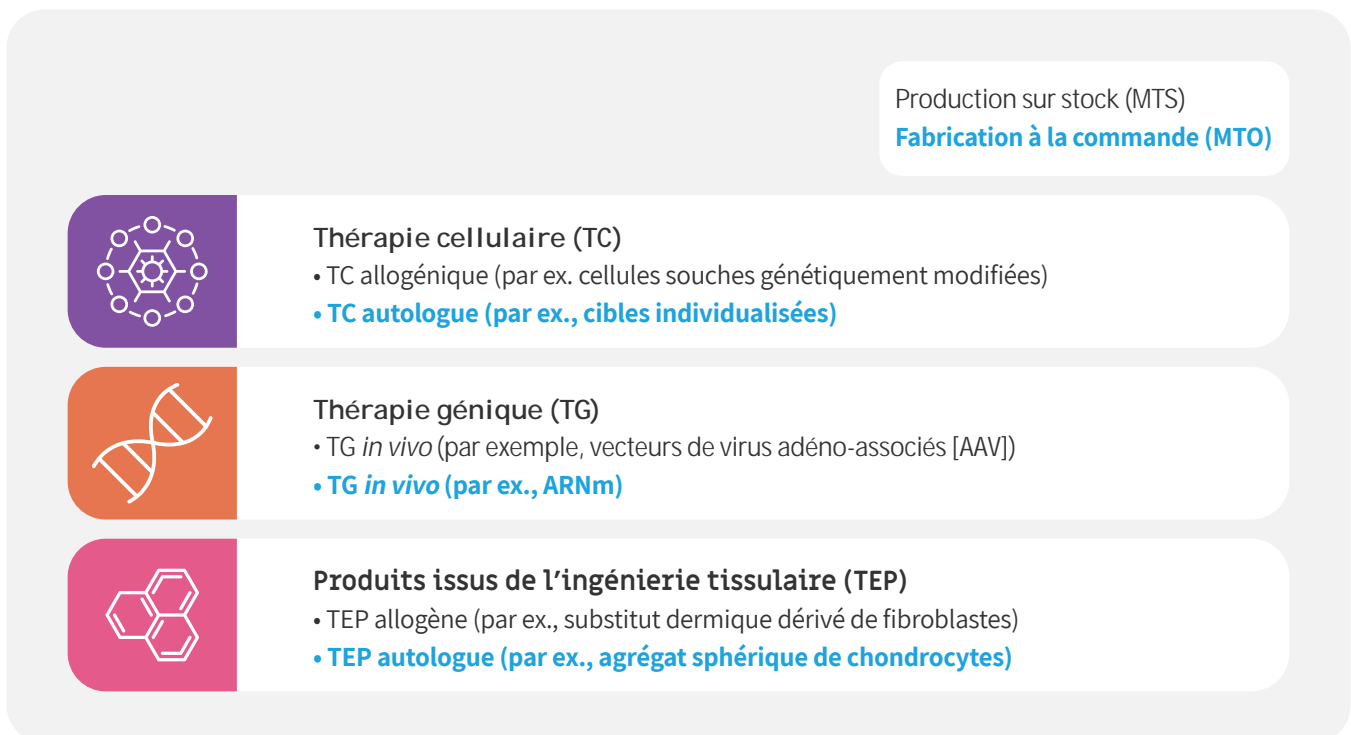 Production sur stock (MTS)
Fabrication à la commande (MTO)
Thérapie cellulaire (TC)
• TC allogénique (par ex. cellules souches génétiquement modifiées)
• TC autologue (par ex., cibles individualisées)
Thérapie génique (TG)
• TG in vivo (par exemple, vecteurs de virus adéno-associés [AAV])
• TG in vivo (par ex., ARNm)
Produits issus de l’ingénierie tissulaire (TEP)
• TEP allogène (par ex., substitut dermique dérivé de fibroblastes)
• TEP autologue (par ex., agrégat sphérique de chondrocytes)